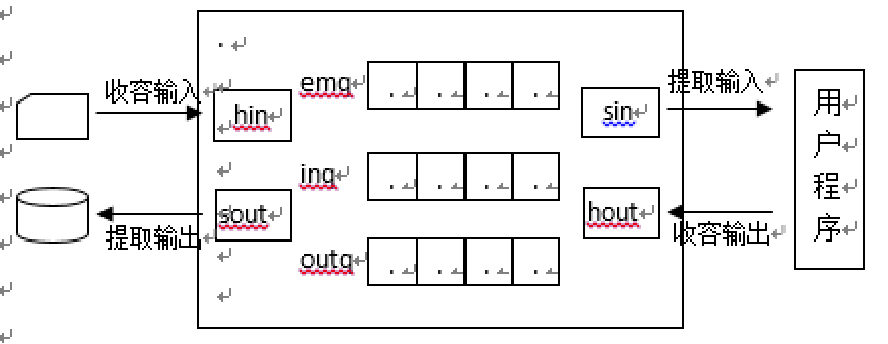 收容输入
hin
emq
sin
提取输入
inq
sout
提取输出
outq
hout
收容输出
用户程序